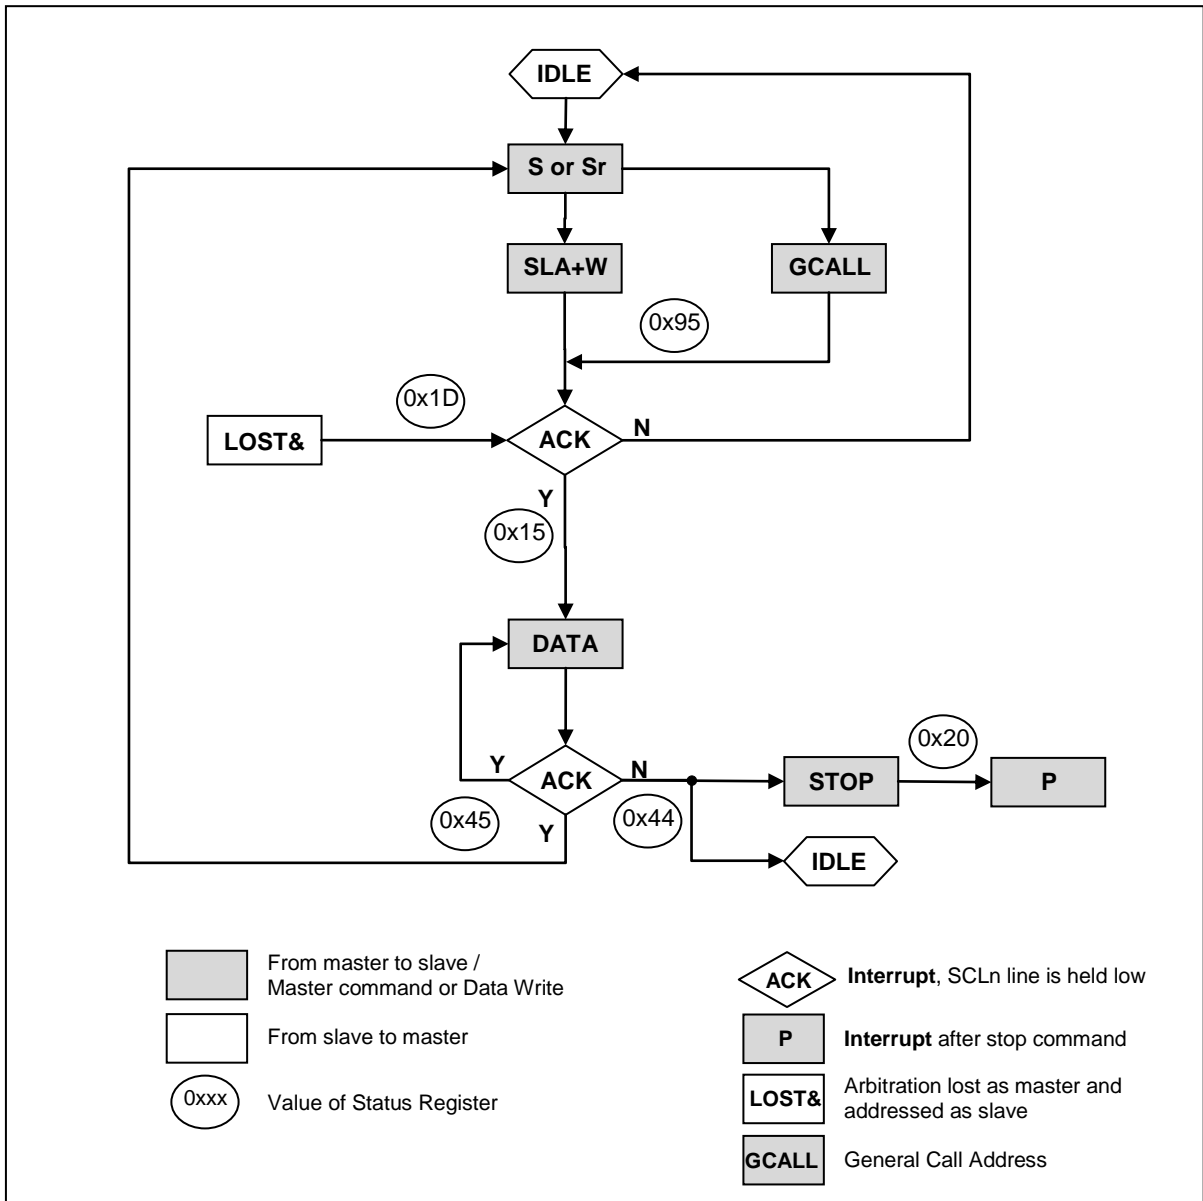 IDLE
S or Sr
SLA+W
GCALL
0x95
0x1D
LOST&
ACK
N
Y
0x15
DATA
Y
ACK
N
0x20
STOP
P
0x45
Y
0x44
IDLE
From master to slave /
Master command or Data Write
From slave to master
0xxx
Value of Status Register
ACK
Interrupt, SCLn line is held low
P
Interrupt after stop command
LOST&
Arbitration lost as master and
addressed as slave
GCALL
General Call Address